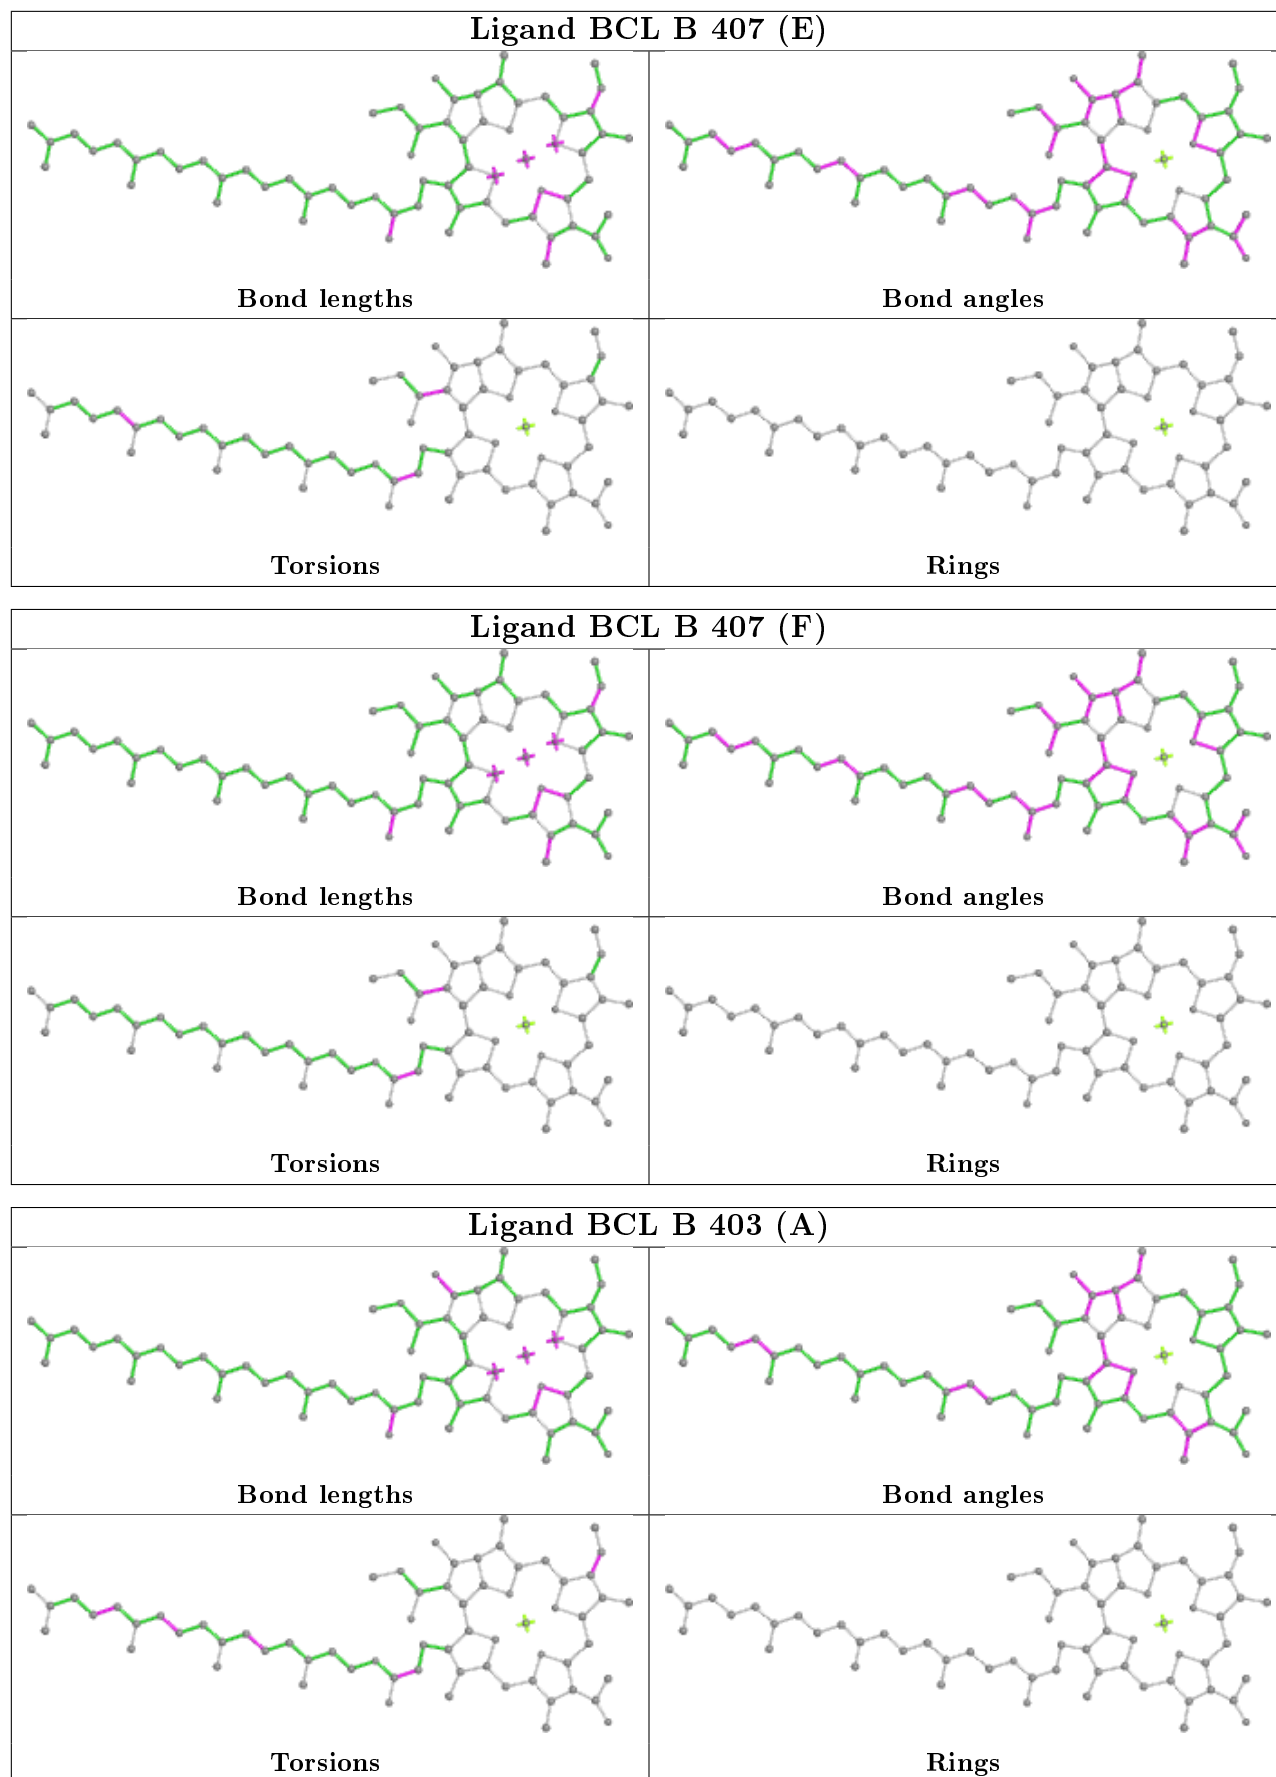 Ligand BCL B 407 (E)
Bond lengths
Bond angles
Torsions
Rings
Ligand BCL B 407 (F)
Bond lengths
Bond angles
Torsions
Rings
Ligand BCL B 403 (A)
Bond lengths
Bond angles
Torsions
Rings